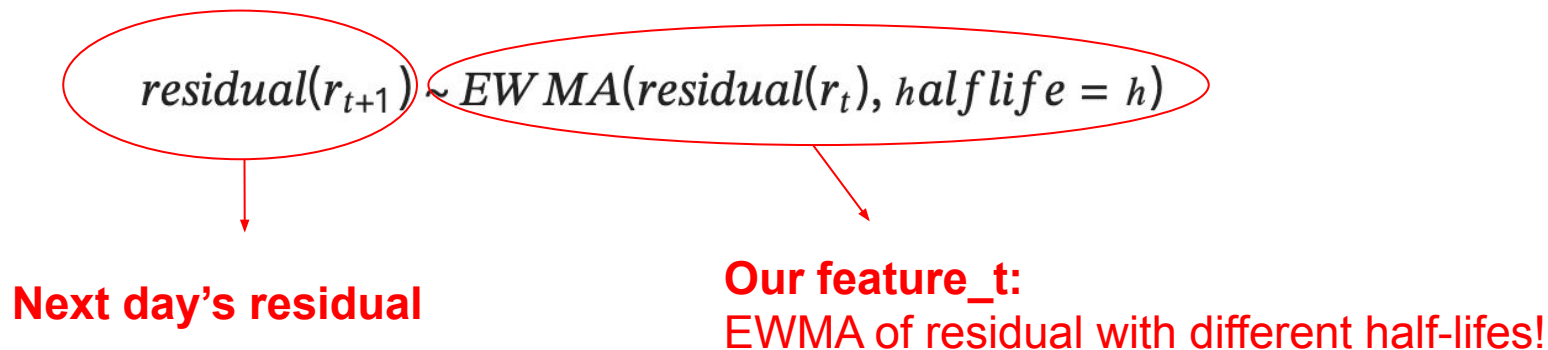 residual(r_{t+1}) ~ EWMA(residual(r_t), halflife = h)
Next day's residual
Our feature_t:
EWMA of residual with different half-lifes!